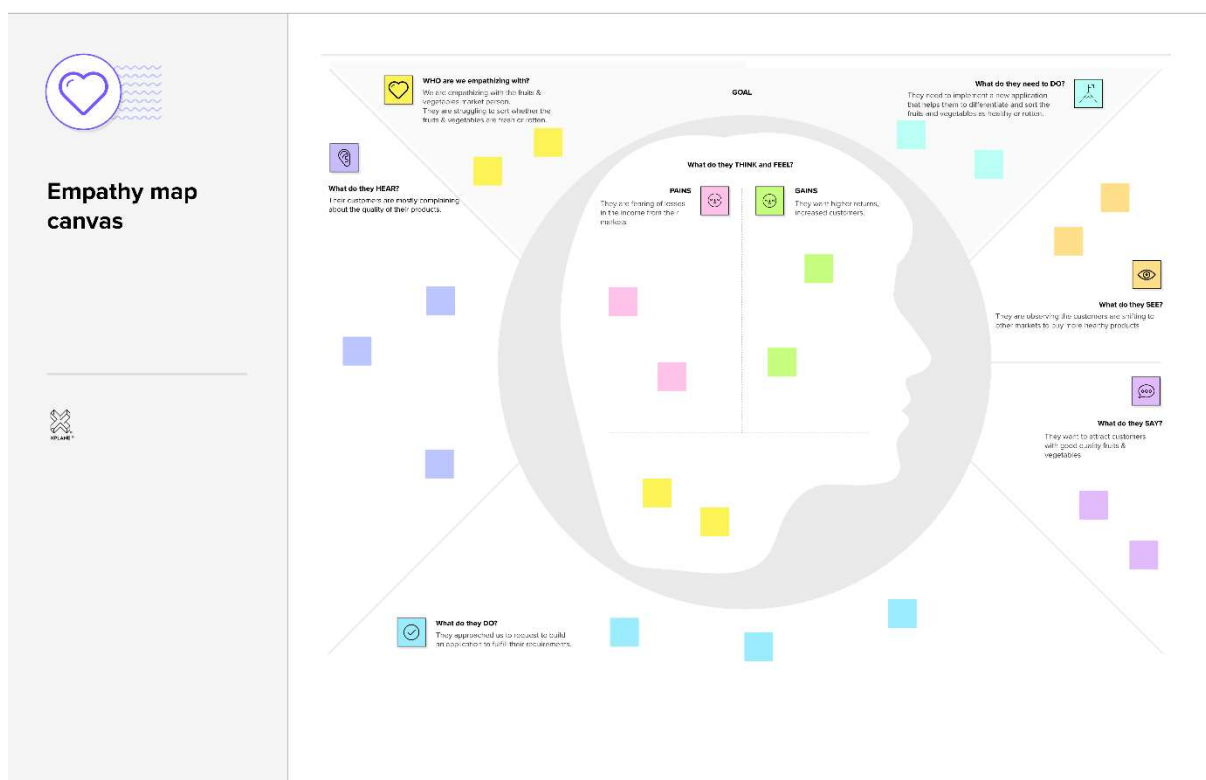 Empathy map
canvas
XPLANE
WHO are we empathizing with?
We are empathizing with the fruits &
vegetables market person.
They are struggling to sort whether the
fruits & vegetables are fresh or rotten.
GOAL
What do they need to DO?
They need to implement a new application
that helps them to differentiate and sort the
fruits and vegetables as healthy or rotten.
What do they HEAR?
Their customers are mostly complaining
about the quality of their products.
What do they THINK and FEEL?
PAINS
They are fearing of losses
in the income from their
markets.
GAINS
They want higher returns,
increased customers.
What do they SEE?
They are observing the customers are shifting to
other markets to buy more healthy products
What do they SAY?
They want to attract customers
with good quality fruits &
vegetables
What do they DO?
They approached us to request to build
an application to fulfill their requirements.